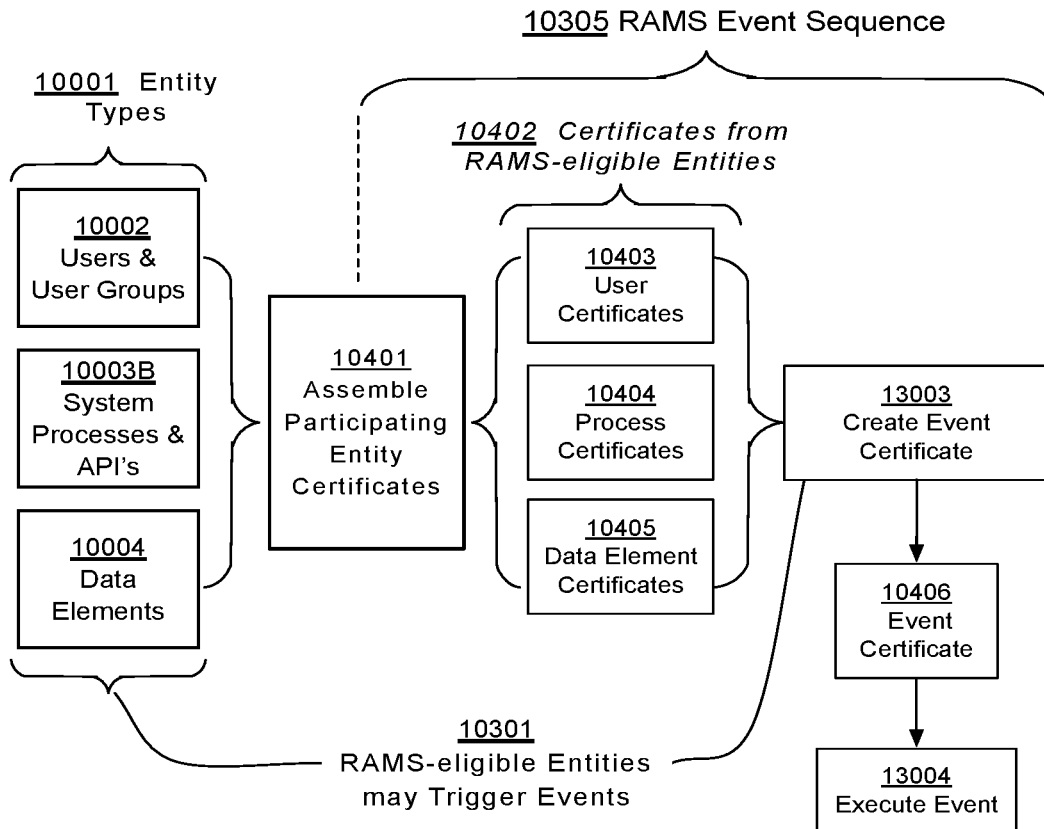 10305 RAMS Event Sequence
10001 Entity
Types
10402 Certificates from
RAMS-eligible Entities
10002
Users &
User Groups
10003B
System
Processes &
API's
10004
Data
Elements
10401
Assemble
Participating
Entity
Certificates
10403
User
Certificates
10404
Process
Certificates
10405
Data Element
Certificates
13003
Create Event
Certificate
10406
Event
Certificate
13004
Execute Event
10301
RAMS-eligible Entities
may Trigger Events